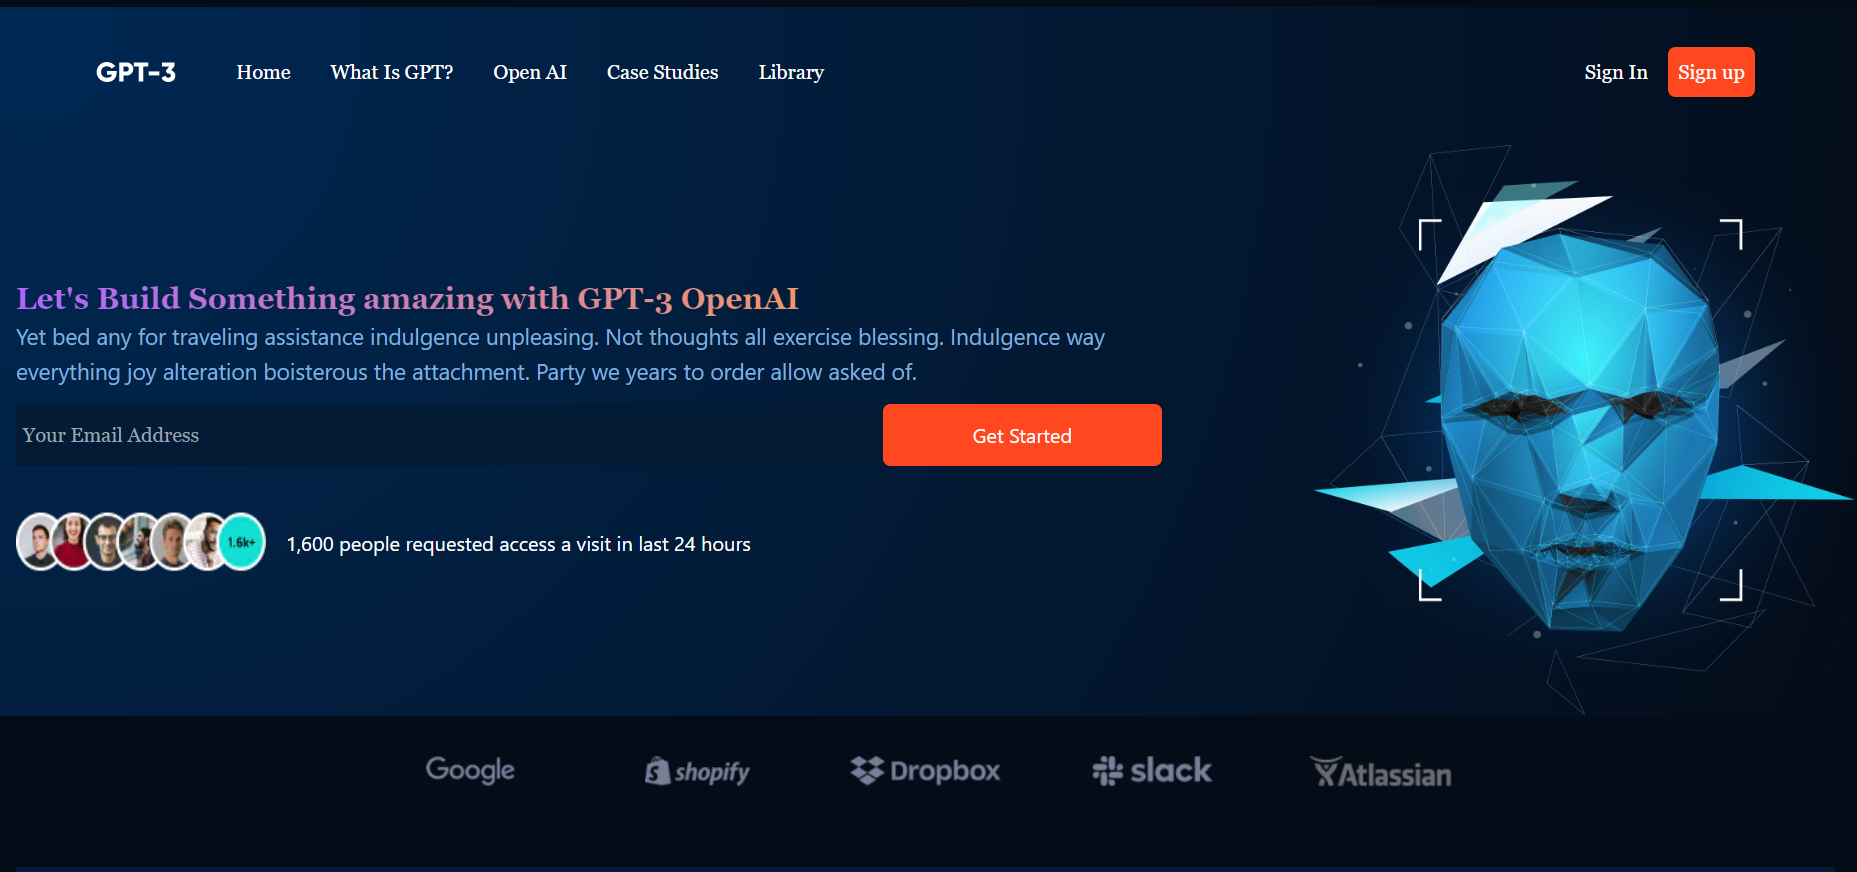 GPT-3
Home
What Is GPT?
Open AI
Case Studies
Library
Sign In
Sign up
Let's Build Something amazing with GPT-3 OpenAI
Yet bed any for traveling assistance indulgence unpleasing. Not thoughts all exercise blessing. Indulgence way
everything joy alteration boisterous the attachment. Party we years to order allow asked of.
Your Email Address
Get Started
1.6k+
1,600 people requested access a visit in last 24 hours
Google
shopify
Dropbox
slack
Atlassian